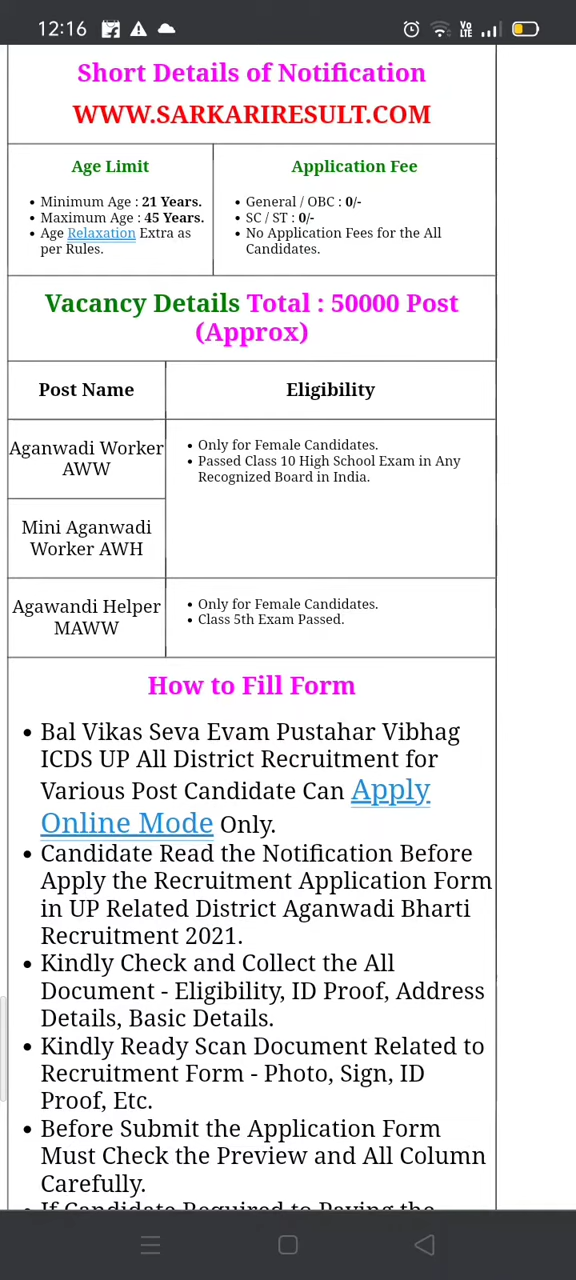 12:16
Vo LTE
Short Details of Notification
WWW.SARKARIRESULT.COM
Age Limit
• Minimum Age : 21 Years.
• Maximum Age : 45 Years.
• Age Relaxation Extra as
per Rules.
Application Fee
• General / OBC : 0/-
• SC / ST : 0/-
• No Application Fees for the All
Candidates.
Vacancy Details Total : 50000 Post
(Approx)
Post Name
Eligibility
Aganwadi Worker
AWW
• Only for Female Candidates.
• Passed Class 10 High School Exam in Any
Recognized Board in India.
Mini Aganwadi
Worker AWH
Agawandi Helper
MAWW
• Only for Female Candidates.
• Class 5th Exam Passed.
How to Fill Form
• Bal Vikas Seva Evam Pustahar Vibhag
ICDS UP All District Recruitment for
Various Post Candidate Can Apply
Online Mode Only.
• Candidate Read the Notification Before
Apply the Recruitment Application Form
in UP Related District Aganwadi Bharti
Recruitment 2021.
• Kindly Check and Collect the All
Document - Eligibility, ID Proof, Address
Details, Basic Details.
• Kindly Ready Scan Document Related to
Recruitment Form - Photo, Sign, ID
Proof, Etc.
• Before Submit the Application Form
Must Check the Preview and All Column
Carefully.
• If Candidate Required to Paying the